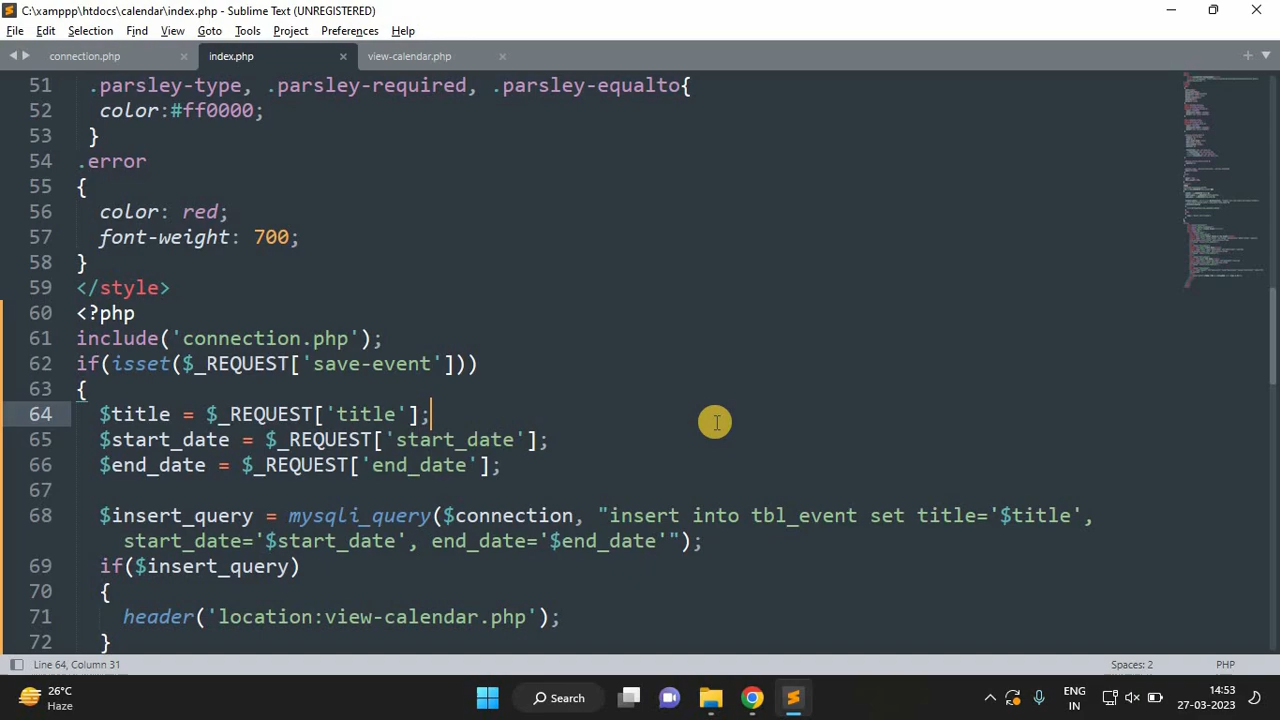 C:\xamppp\htdocs\calendar\index.php - Sublime Text (UNREGISTERED)
File Edit Selection Find View Goto Tools Project Preferences Help
connection.php index.php view-calendar.php
51 .parsley-type, .parsley-required, .parsley-equalto{
52 color:#ff0000;
53 }
54 .error
55 {
56 color: red;
57 font-weight: 700;
58 }
59 </style>
60 <?php
61 include('connection.php');
62 if(isset($_REQUEST['save-event']))
63 {
64 $title = $_REQUEST['title'];
65 $start_date = $_REQUEST['start_date'];
66 $end_date = $_REQUEST['end_date'];
67
68 $insert_query = mysqli_query($connection, "insert into tbl_event set title='$title',
start_date='$start_date', end_date='$end_date'");
69 if($insert_query)
70 {
71 header('location:view-calendar.php');
72 }
Line 64, Column 31 Spaces: 2 PHP
26°C
Haze
Search
ENG
IN
14:53
27-03-2023